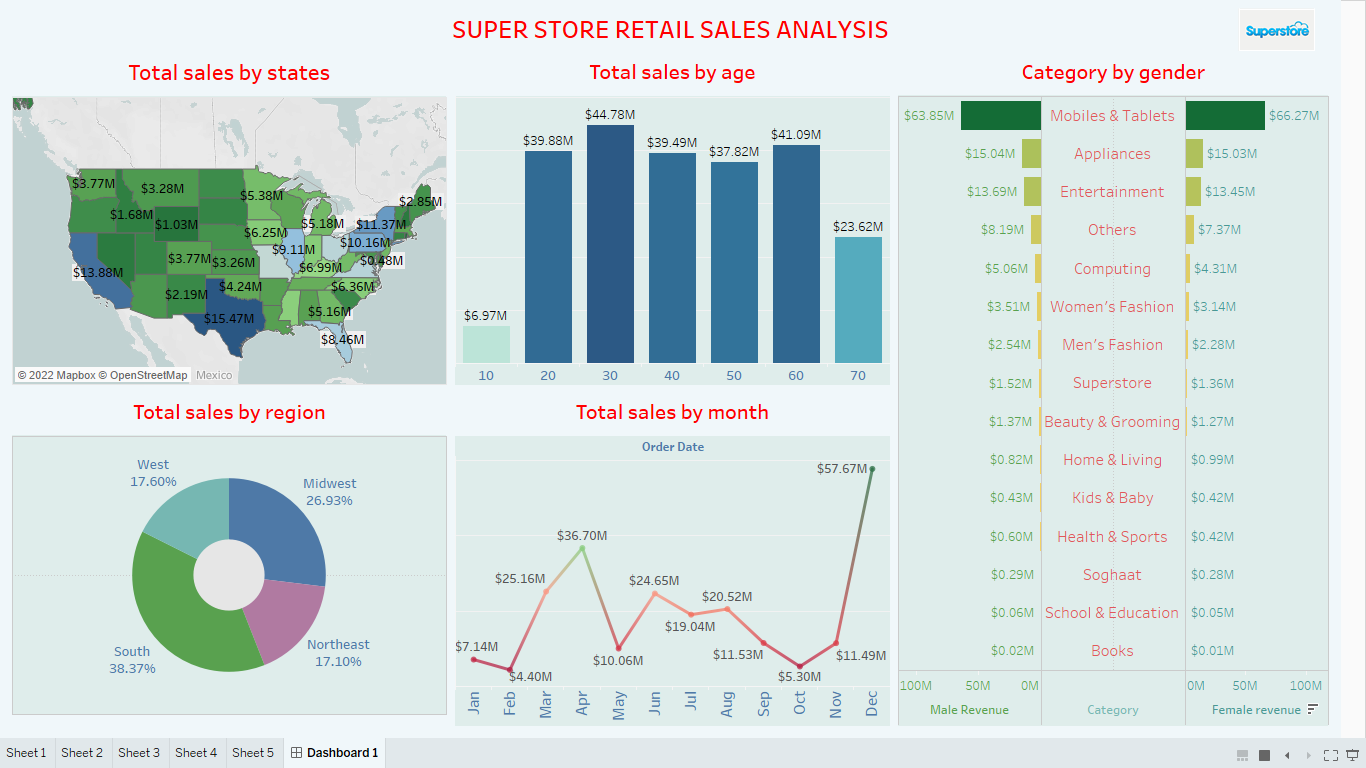 SUPER STORE RETAIL SALES ANALYSIS
Superstore
Total sales by states
$3.77M
$3.28M
$5.38M
$2.85M
$1.68M
$1.03M
$5.18M
$11.37M
$6.25M
$9.11M
$10.16M
$13.88M
$3.77M
$3.26M
$6.99M
$0.48M
$2.19M
$4.24M
$6.36M
$15.47M
$5.16M
$8.46M
© 2022 Mapbox © OpenStreetMap
Mexico
Total sales by age
$6.97M
$39.88M
$44.78M
$39.49M
$37.82M
$41.09M
$23.62M
10 20 30 40 50 60 70
Category by gender
$63.85M Mobiles & Tablets $66.27M
$15.04M Appliances $15.03M
$13.69M Entertainment $13.45M
$8.19M Others $7.37M
$5.06M Computing $4.31M
$3.51M Women's Fashion $3.14M
$2.54M Men's Fashion $2.28M
$1.52M Superstore $1.36M
$1.37M Beauty & Grooming $1.27M
$0.82M Home & Living $0.99M
$0.43M Kids & Baby $0.42M
$0.60M Health & Sports $0.42M
$0.29M Soghaat $0.28M
$0.06M School & Education $0.05M
$0.02M Books $0.01M
100M 50M 0M 0M 50M 100M
Male Revenue Category Female revenue
Total sales by region
West
17.60%
Midwest
26.93%
South
38.37%
Northeast
17.10%
Total sales by month
Order Date
$7.14M
$4.40M
$25.16M
$36.70M
$10.06M
$24.65M
$19.04M
$20.52M
$11.53M
$5.30M
$11.49M
$57.67M
Jan Feb Mar Apr May Jun Jul Aug Sep Oct Nov Dec
Sheet 1 Sheet 2 Sheet 3 Sheet 4 Sheet 5 Dashboard 1